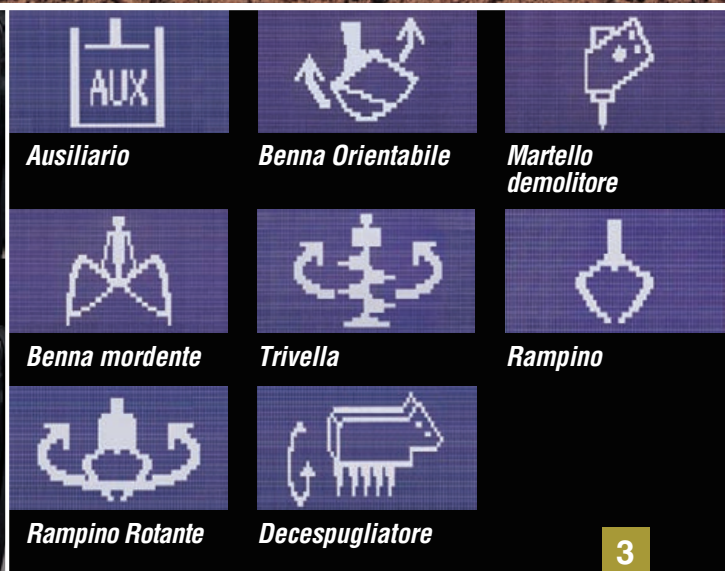 AUX
Ausiliario
Benna Orientabile
Martello
demolitore
Benna mordente
Trivella
Rampino
Rampino Rotante
Decespugliatore
3